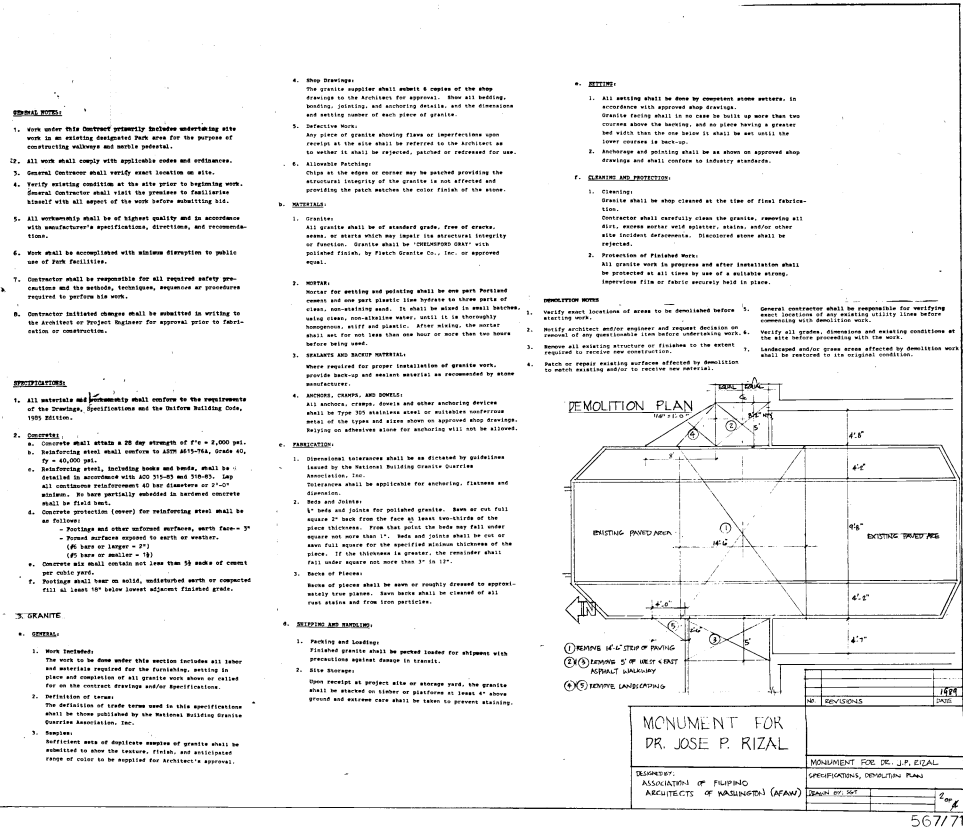 GENERAL NOTES:
1. Work under this Contract primarily includes undertaking site
work in an existing designated Park area for the purpose of
constructing walkways and marble pedestal.
2. All work shall comply with applicable codes and ordinances.
3. General Contracor shall verify exact location on site.
4. Verify existing condition at the site prior to beginning work.
General Contractor shall visit the premises to familiarise
himself with all aspect of the work before submitting bid.
5. All workmenship shall be of highest quality and in accordance
with manufacturer's specifications, directions, and recommenda-
tions.
6. Work shall be accomplished with minimum disruption to public
use of Park facilities.
7. Contractor shall be responsible for all required safety pre-
cautions and the methods, techniques, sequences or procedures
required to perform his work.
8. Contractor initiated changes shall be submitted in writing to
the Architect or Project Engineer for approval prior to fabri-
cation or construction.
SPECIFICATIONS:
1. All materials and workmanship shall conform to the requirements
of the Drawings, Specifications and the Uniform Building Code,
1985 Edition.
2. Concrete:
a. Concrete shall attain a 28 day strength of f'c = 2,000 psi.
b. Reinforcing steel shall conform to ASTM A615-76A, Grade 40,
fy = 40,000 psi.
c. Reinforcing steel, including hooks and bends, shall be
detailed in accordance with ACO 315-83 and 318-83. Lap
all continuous reinforcement 40 bar diameters or 2'-0"
minimun. No bars partially embedded in hardened concrete
shall be field bent.
d. Concrete protection (cover) for reinforcing steel shall be
as follows:
- Footings and other unformed surfaces, earth face-- 3"
- Formed surfaces exposed to earth or weather.
(#6 bars or larger = 2")
(#5 bars or smaller = 1½)
e. Concrete mix shall contain not less than 5½ sacks of cement
per cubic yard.
f. Footings shall bear on solid, undisturbed earth or compacted
fill al least 18" below lowest adjacent finished grade.
3. GRANITE
a. GENERAL:
1. Work Included:
The work to be done under this section includes all labor
and materials required for the furnishing, setting in
place and completion of all granite work shown or called
for on the contract drawings and/or Specifications.
2. Definition of terms:
The definition of trade terms used in this specifications
shall be those published by the National Building Granite
Quarries Association, Inc.
3. Samples:
Sufficient sets of duplicate samples of granite shall be
submitted to show the texture, finish, and anticipated
range of color to be supplied for Architect's approval.
4. Shop Drawings:
The granite supplier shall submit 6 copies of the shop
drawings to the Architect for approval. Show all bedding,
bonding, jointing, and anchoring details, and the dimensions
and setting number of each piece of granite.
5. Defective Work:
Any piece of granite showing flaws or imperfections upon
receipt at the site shall be referred to the Architect as
to wether it shall be rejected, patched or redressed for use.
6. Allowable Patching:
Chips at the edges or corner may be patched providing the
structural integrity of the granite is not affected and
providing the patch matches the color finish of the stone.
b. MATERIALS:
1. Granite:
All granite shall be of standard grade, free of cracks,
seams, or starts which may impair its structural integrity
or function. Granite shall be "CHELMSFORD GRAY" with
polished finish, by Fletch Granite Co., Inc. or approved
equal.
2. MORTAR:
Mortar for setting and pointing shall be one part Portland
cement and one part plastic lime hydrate to three parts of
clean, non-staining sand. It shall be mixed in small batches,
using clean, non-alkaline water, until it is thoroughly
homogenous, stiff and plastic. After mixing, the mortar
shall set for not less than one hour or more than two hours
before being used.
3. SEALANTS AND BACKUP MATERIAL:
Where required for proper installation of granite work,
provide back-up and sealant material as recommended by stone
manufacturer.
4. ANCHORS, CRAMPS, AND DOWELS:
All anchors, cramps, dowels and other anchoring devices
shall be Type 305 stainless steel or suitables nonferrous
metal of the types and sizes shown on approved shop drawings.
Relying on adhesives alone for anchoring will not be allowed.
c. FABRICATION:
1. Dimensional tolerances shall be as dictated by guidelines
issued by the National Building Granite Quarries
Association, Inc.
Tolerances shall be applicable for anchoring, flatness and
dimension.
2. Beds and Joints:
¼" beds and joints for polished granite. Sawn or cut full
square 2" back from the face at least two-thirds of the
piece thickness. From that point the beds may fall under
square not more than 1". Beds and joints shall be cut or
sawn full square for the specified minimum thickness of the
piece. If the thickness is greater, the remainder shall
fall under square not more than 3" in 12".
3. Backs of Pieces:
Backs of pieces shall be sawn or roughly dressed to approxi-
mately true planes. Sawn backs shall be cleaned of all
rust stains and from iron particles.
d. SHIPPING AND HANDLING:
1. Packing and Loading:
Finished granite shall be packed loaded for shipment with
precautions against damage in transit.
2. Site Storage:
Upon receipt at project site or storage yard, the granite
shall be stacked on timber or platforms at least 4" above
ground and extreme care shall be taken to prevent staining.
e. SETTING:
1. All setting shall be done by competent stone setters, in
accordance with approved shop drawings.
Granite facing shall in no case be built up more than two
courses above the backing, and no piece having a greater
bed width than the one below it shall be set until the
lower courses is back-up.
2. Anchorage and pointing shall be as shown on approved shop
drawings and shall conform to industry standards.
f. CLEANING AND PROTECTION:
1. Cleaning:
Granite shall be shop cleaned at the time of final fabrica-
tion.
Contractor shall carefully clean the granite, removing all
dirt, excess mortar weld splatter, stains, and/or other
site incident defacements. Discolored stone shall be
rejected.
2. Protection of Finished Work:
All granite work in progress and after installation shall
be protected at all times by use of a suitable strong,
impervious film or fabric securely held in place.
DEMOLITION NOTES
1. Verify exact locations of areas to be demolished before
starting work.
2. Notify architect and/or engineer and request decision on
removal of any questionable item before undertaking work.
3. Remove all existing structure or finishes to the extent
required to receive new construction.
4. Patch or repair existing surfaces affected by demolition
to match existing and/or to receive new material.
5. General contractor shall be responsible for verifying
exact locations of any existing utility lines before
commencing with demolition work.
6. Verify all grades, dimensions and existing conditions at
the site before proceeding with the work.
7. Landscaped and/or grass areas affected by demolition work
shall be restored to its original condition.
DEMOLITION PLAN
1/4" = 1'-0"
EQUAL EQUAL
4 2 5'
3'
4'-8"
4'-2"
EXISTING PAVED AREA
1
14'-6"
9'-8"
EXISTING PAVED ARE
N
4'-0"
4'-2"
5 3 5'
4'-7"
1 REMOVE 14'-6" STRIP OF PAVING
2 & 3 REMOVE 5' OF WEST & EAST
ASPHALT WALKWAY
4 & 5 REMOVE LANDSCAPING
1989
NO. REVISIONS DATE
MONUMENT FOR
DR. JOSE P. RIZAL
DESIGNED BY:
ASSOCIATION OF FILIPINO
ARCHITECTS OF WASHINGTON (AFAW)
MONUMENT FOR DR. J.P. RIZAL
SPECIFICATIONS, DEMOLITION PLAN
DRAWN BY: SGT
2 OF
567/71